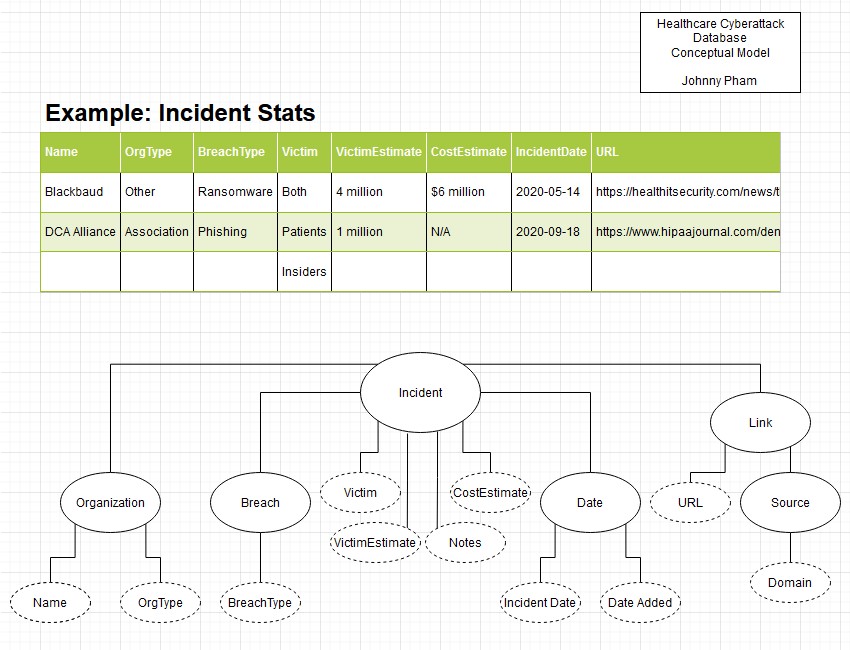 Healthcare Cyberattack
Database
Conceptual Model
Johnny Pham
Example: Incident Stats
Name OrgType BreachType Victim VictimEstimate CostEstimate IncidentDate URL
Blackbaud Other Ransomware Both 4 million $6 million 2020-05-14 https://healthitsecurity.com/news/t
DCA Alliance Association Phishing Patients 1 million N/A 2020-09-18 https://www.hipaajournal.com/den
Insiders
Incident
Link
Organization
Breach
Victim
CostEstimate
Date
URL
Source
VictimEstimate
Notes
Name
OrgType
BreachType
Incident Date
Date Added
Domain